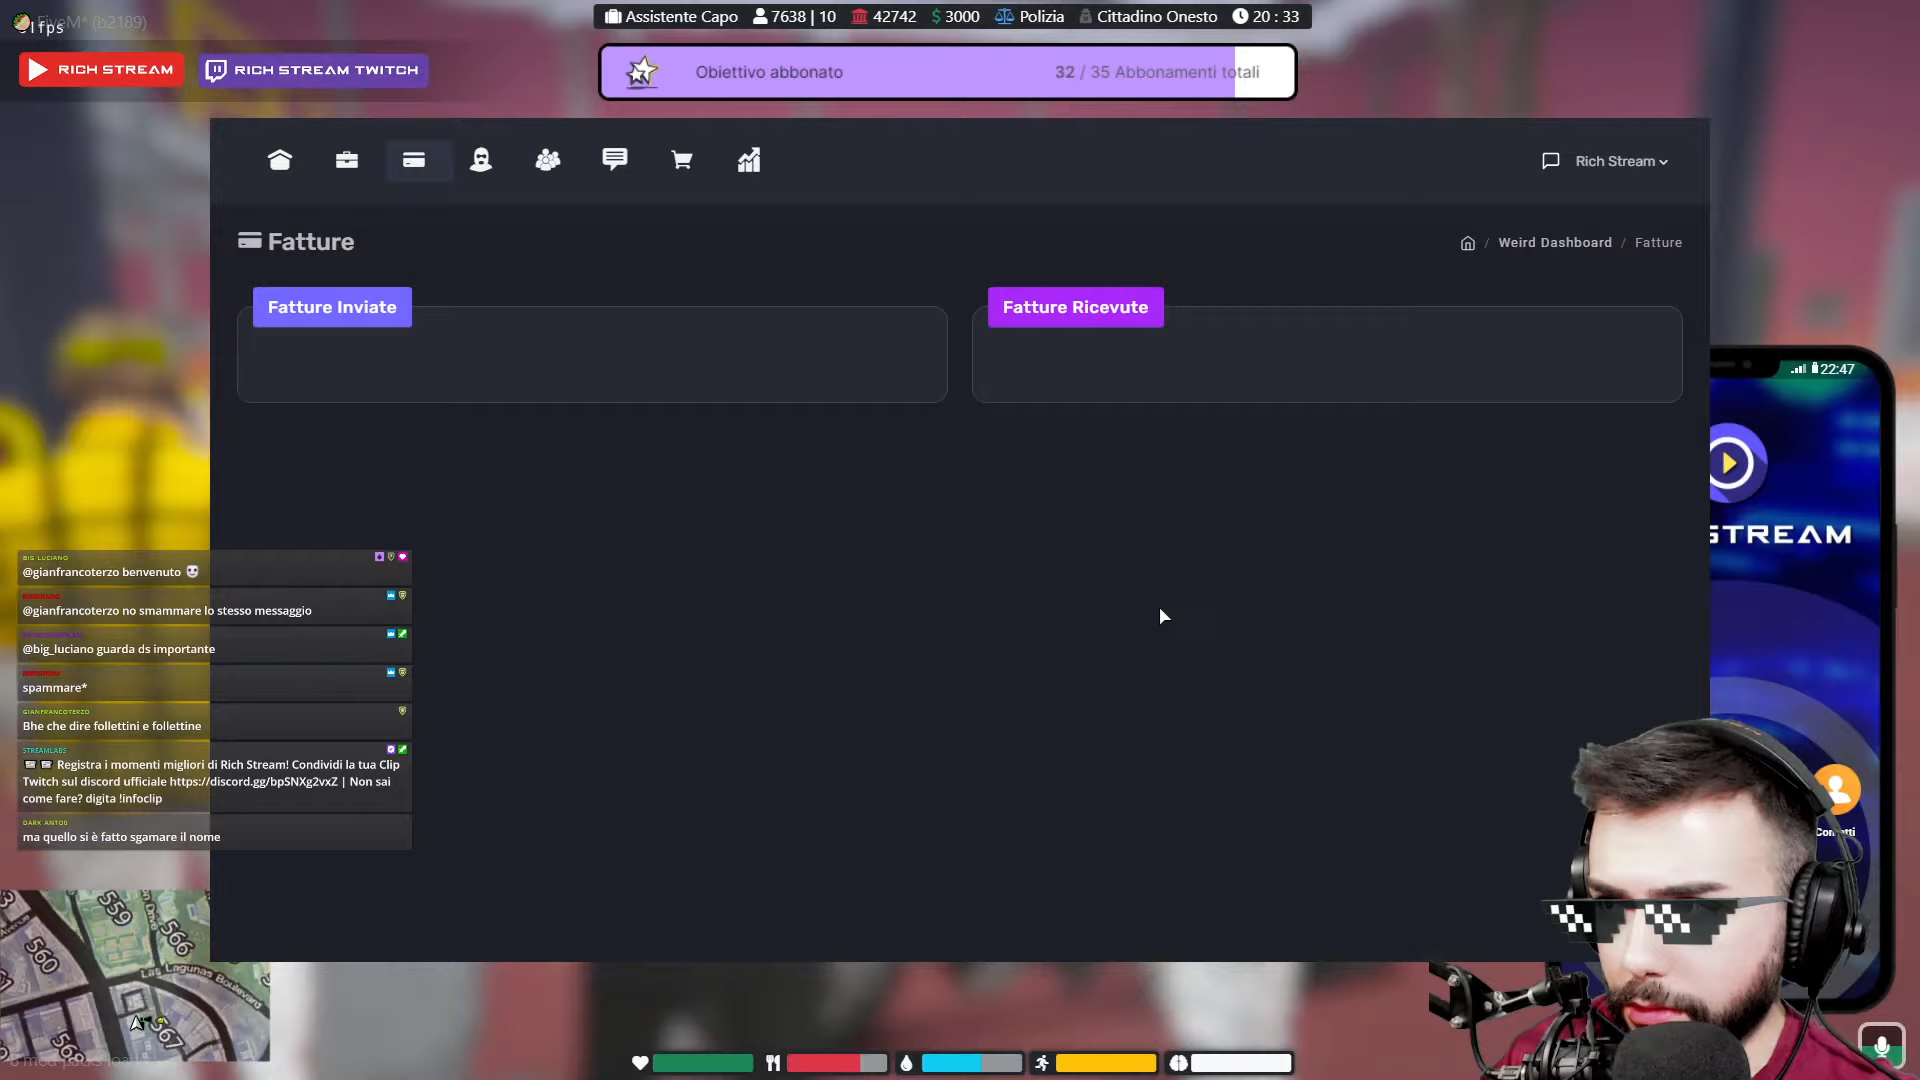 FiveM* (b2189)
RICH STREAM
RICH STREAM TWITCH
Assistente Capo 7638 | 10 42742 $ 3000 Polizia Cittadino Onesto 20 : 33
Obiettivo abbonato 32 / 35 Abbonamenti totali
Rich Stream
Fatture
/ Weird Dashboard / Fatture
Fatture Inviate
Fatture Ricevute
22:47
STREAM
BIG LUCIANO
@gianfrancoterzo benvenuto
@gianfrancoterzo no smammare lo stesso messaggio
@big_luciano guarda ds importante
spammare*
GIANFRANCOTERZO
Bhe che dire follettini e follettine
STREAMLABS
Registra i momenti migliori di Rich Stream! Condividi la tua Clip
Twitch sul discord ufficiale https://discord.gg/bpSNXg2vxZ | Non sai
come fare? digita !infoclip
DARK ANTO0
ma quello si è fatto sgamare il nome
559
566
560
Las Lagunas Boulevard
567